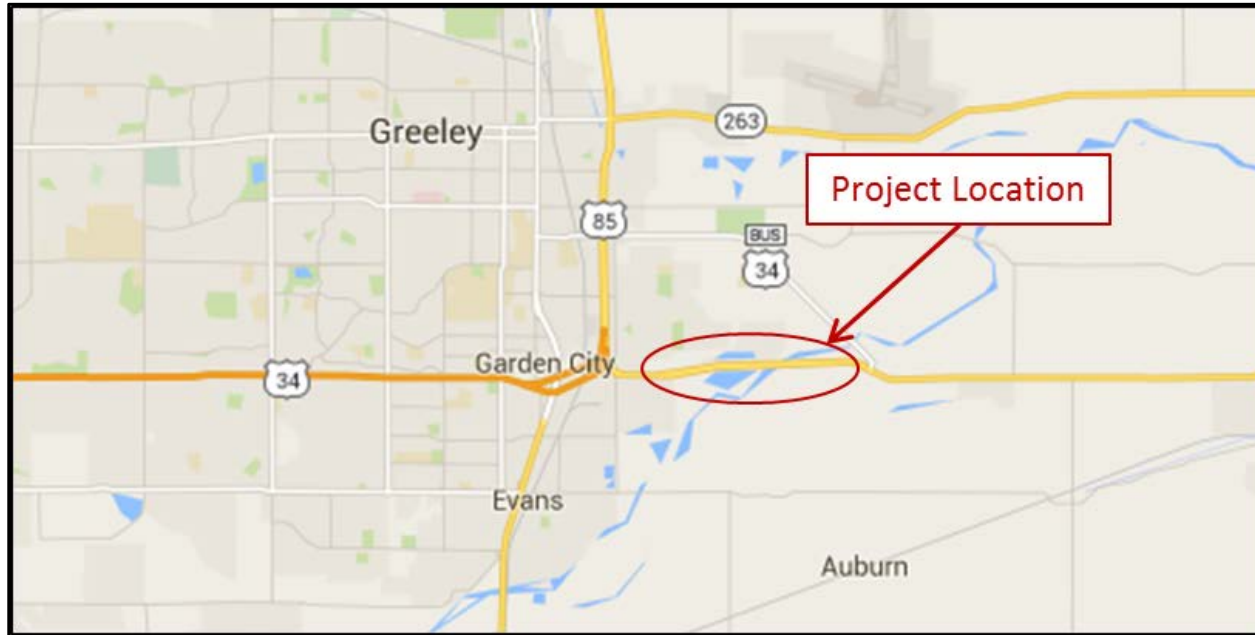 263
Greeley
Project Location
85
BUS
34
Garden City
34
Evans
Auburn